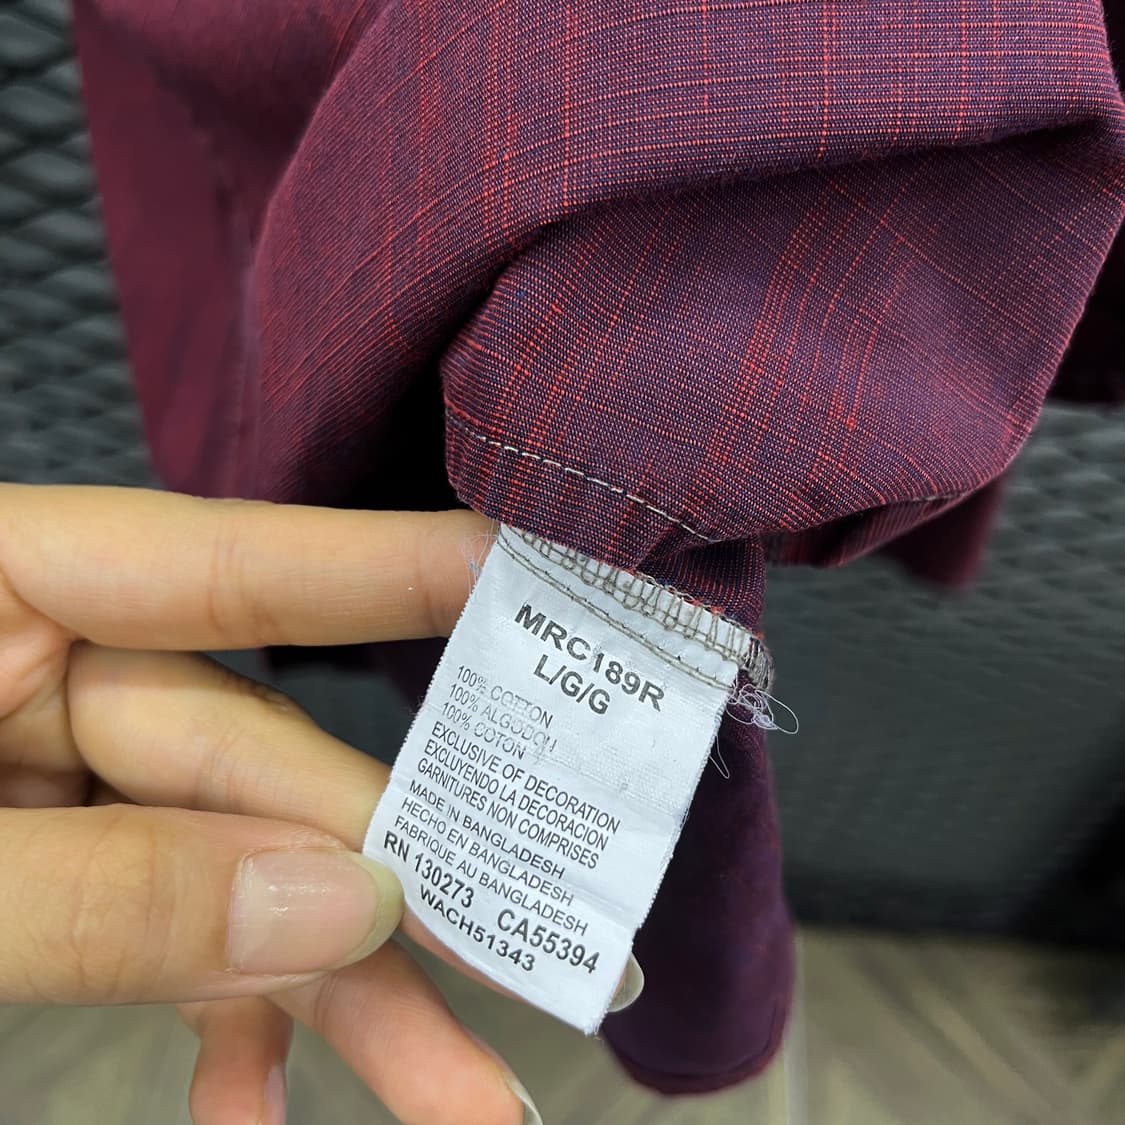 MRC189R
L/G/G
100% COTTON
100% ALGODON
100% COTON
EXCLUSIVE OF DECORATION
EXCLUYENDO LA DECORACION
GARNITURES NON COMPRISES
MADE IN BANGLADESH
HECHO EN BANGLADESH
FABRIQUE AU BANGLADESH
RN 130273 CA55394
WACH51343